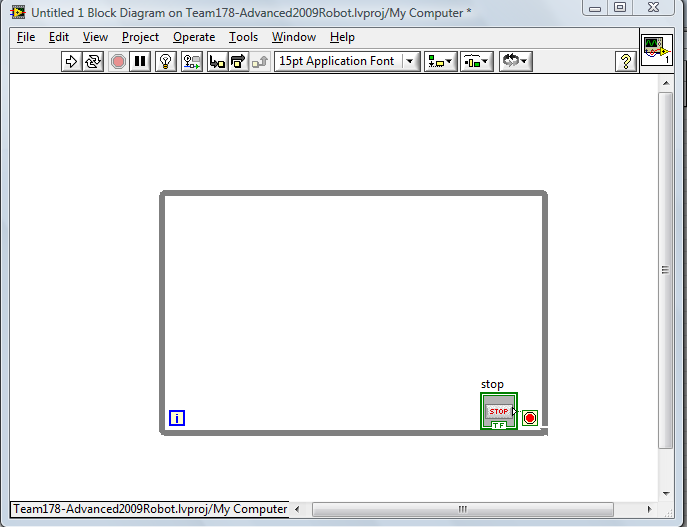 Untitled 1 Block Diagram on Team178-Advanced2009Robot.lvproj/My Computer *
File Edit View Project Operate Tools Window Help
15pt Application Font
?
1
stop
STOP
TF
i
Team178-Advanced2009Robot.lvproj/My Computer